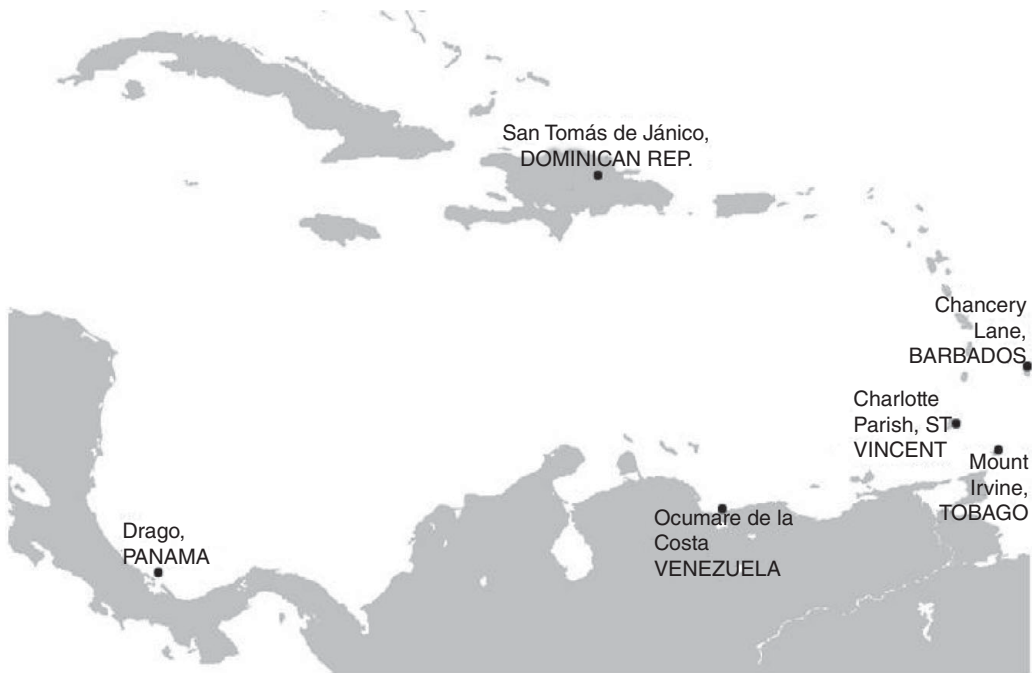 San Tomás de Jánico,
DOMINICAN REP.
Chancery
Lane,
BARBADOS
Charlotte
Parish, ST
VINCENT
Mount
Irvine,
TOBAGO
Ocumare de la
Costa
VENEZUELA
Drago,
PANAMA